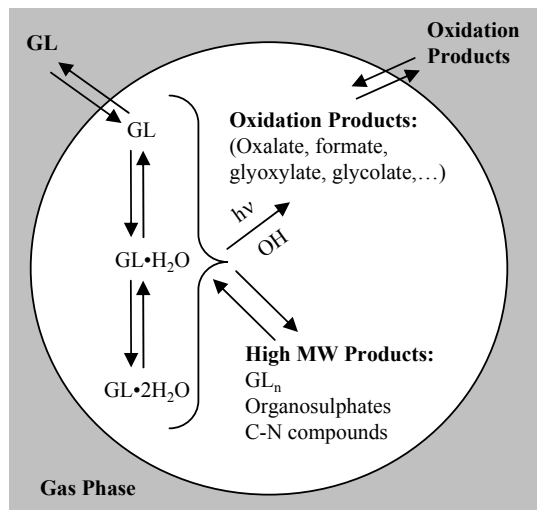 GL
Oxidation
Products
GL
Oxidation Products:
(Oxalate, formate,
glyoxylate, glycolate,…)
hν
OH
GL•H₂O
High MW Products:
GLₙ
Organosulphates
C-N compounds
GL•2H₂O
Gas Phase